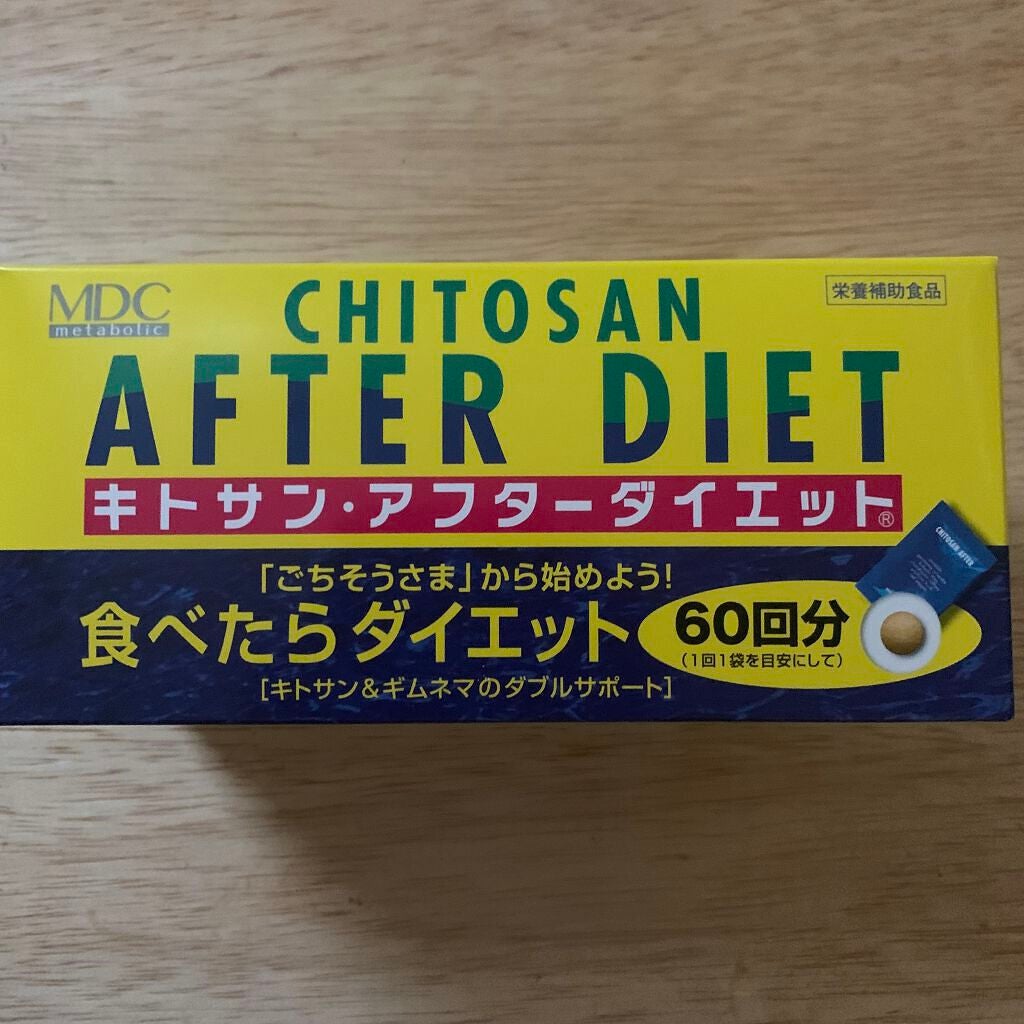 MDC
metabolic
栄養補助食品
CHITOSAN
AFTER DIET
キトサン・アフターダイエット®
CHITOSAN AFTER
「ごちそうさま」から始めよう!
食べたらダイエット
60回分
(1回1袋を目安にして)
[キトサン&ギムネマのダブルサポート]